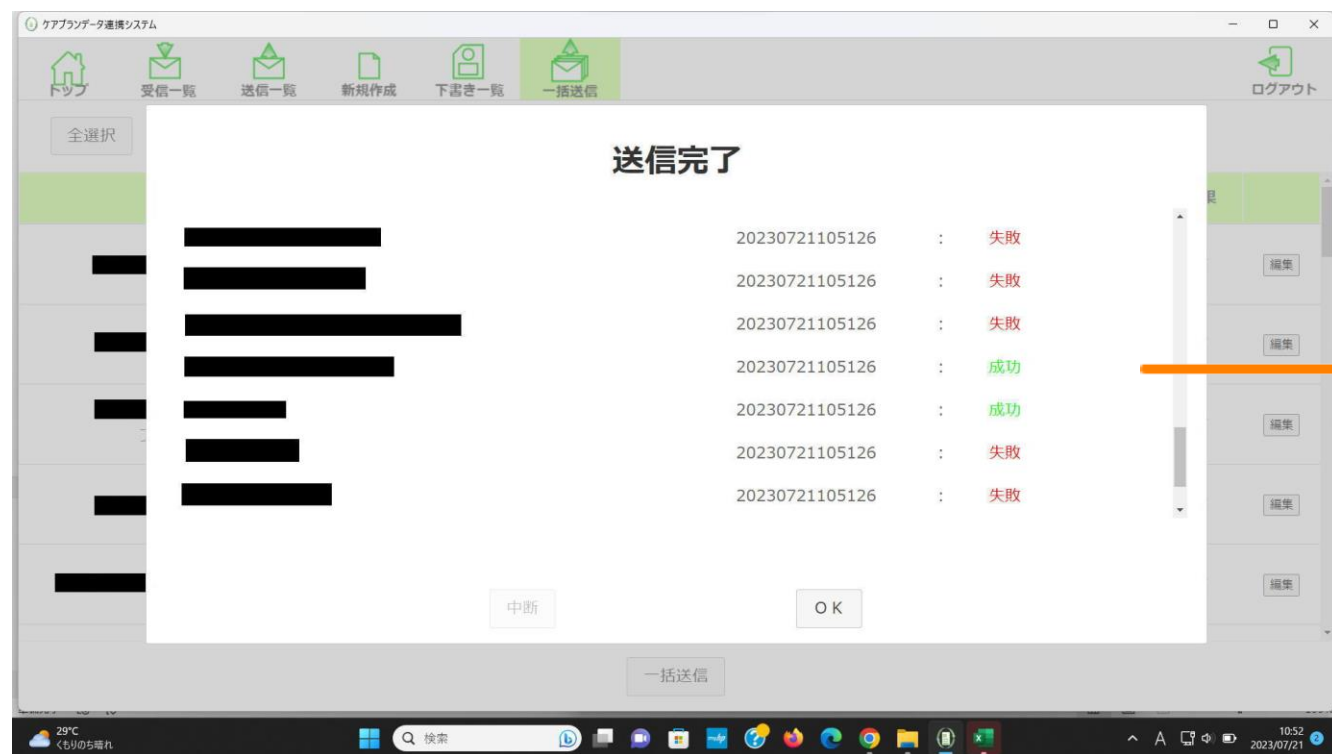 ケアプランデータ連携システム
トップ 受信一覧 送信一覧 新規作成 下書き一覧 一括送信 ログアウト
全選択
送信完了
20230721105126 : 失敗
20230721105126 : 失敗
20230721105126 : 失敗
20230721105126 : 成功
20230721105126 : 成功
20230721105126 : 失敗
20230721105126 : 失敗
編集
編集
編集
編集
編集
中断 OK
一括送信
29°C
くもりのち晴れ
検索
A
10:52
2023/07/21
2